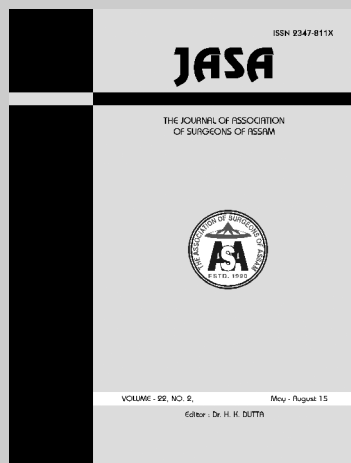 ISSN 2347-811X
JASA
THE JOURNAL OF ASSOCIATION
OF SURGEONS OF ASSAM
THE ASSOCIATION OF SURGEONS OF ASSAM
ASA
ESTD. 1980
VOLUME - 22, NO. 2, May - August 15
Editor : Dr. H. K. DUTTA